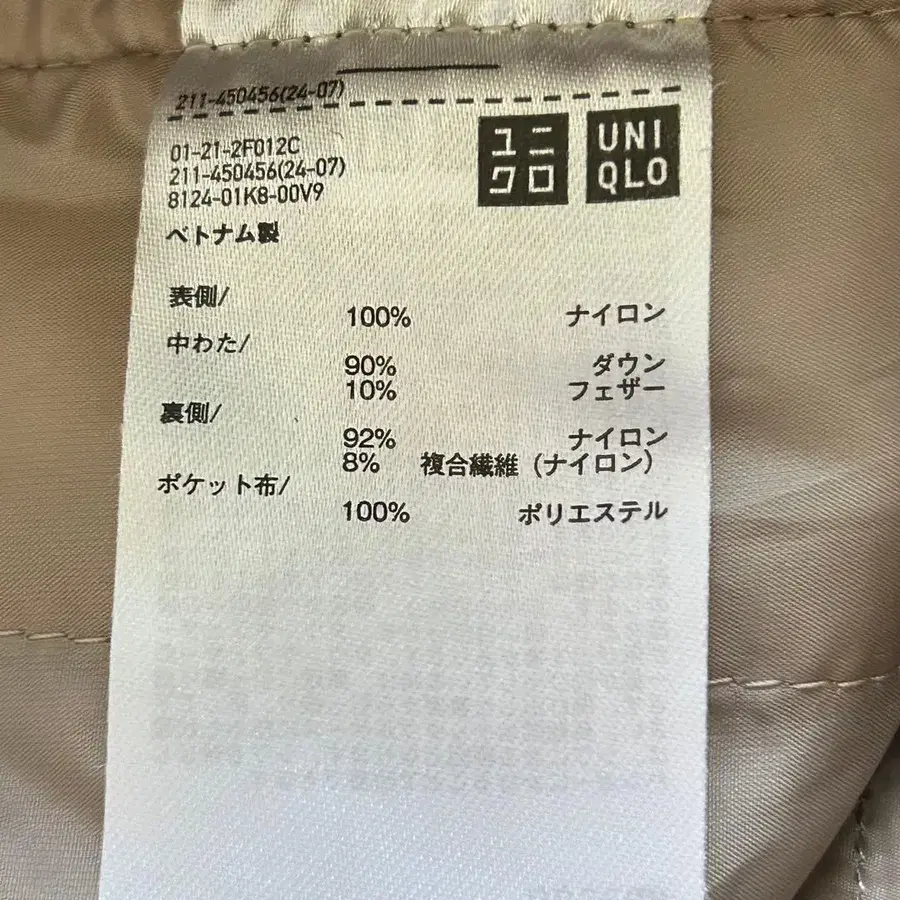 211-450456(24-07)
ユニ
クロ
UNI
QLO
01-21-2F012C
211-450456(24-07)
8124-01K8-00V9
ベトナム製
表側/
100% ナイロン
中わた/
90% ダウン
10% フェザー
裏側/
92% ナイロン
8% 複合繊維 (ナイロン)
ポケット布/
100% ポリエステル